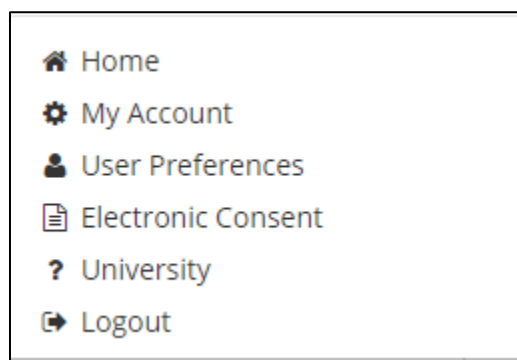 Home
My Account
User Preferences
Electronic Consent
? University
Logout